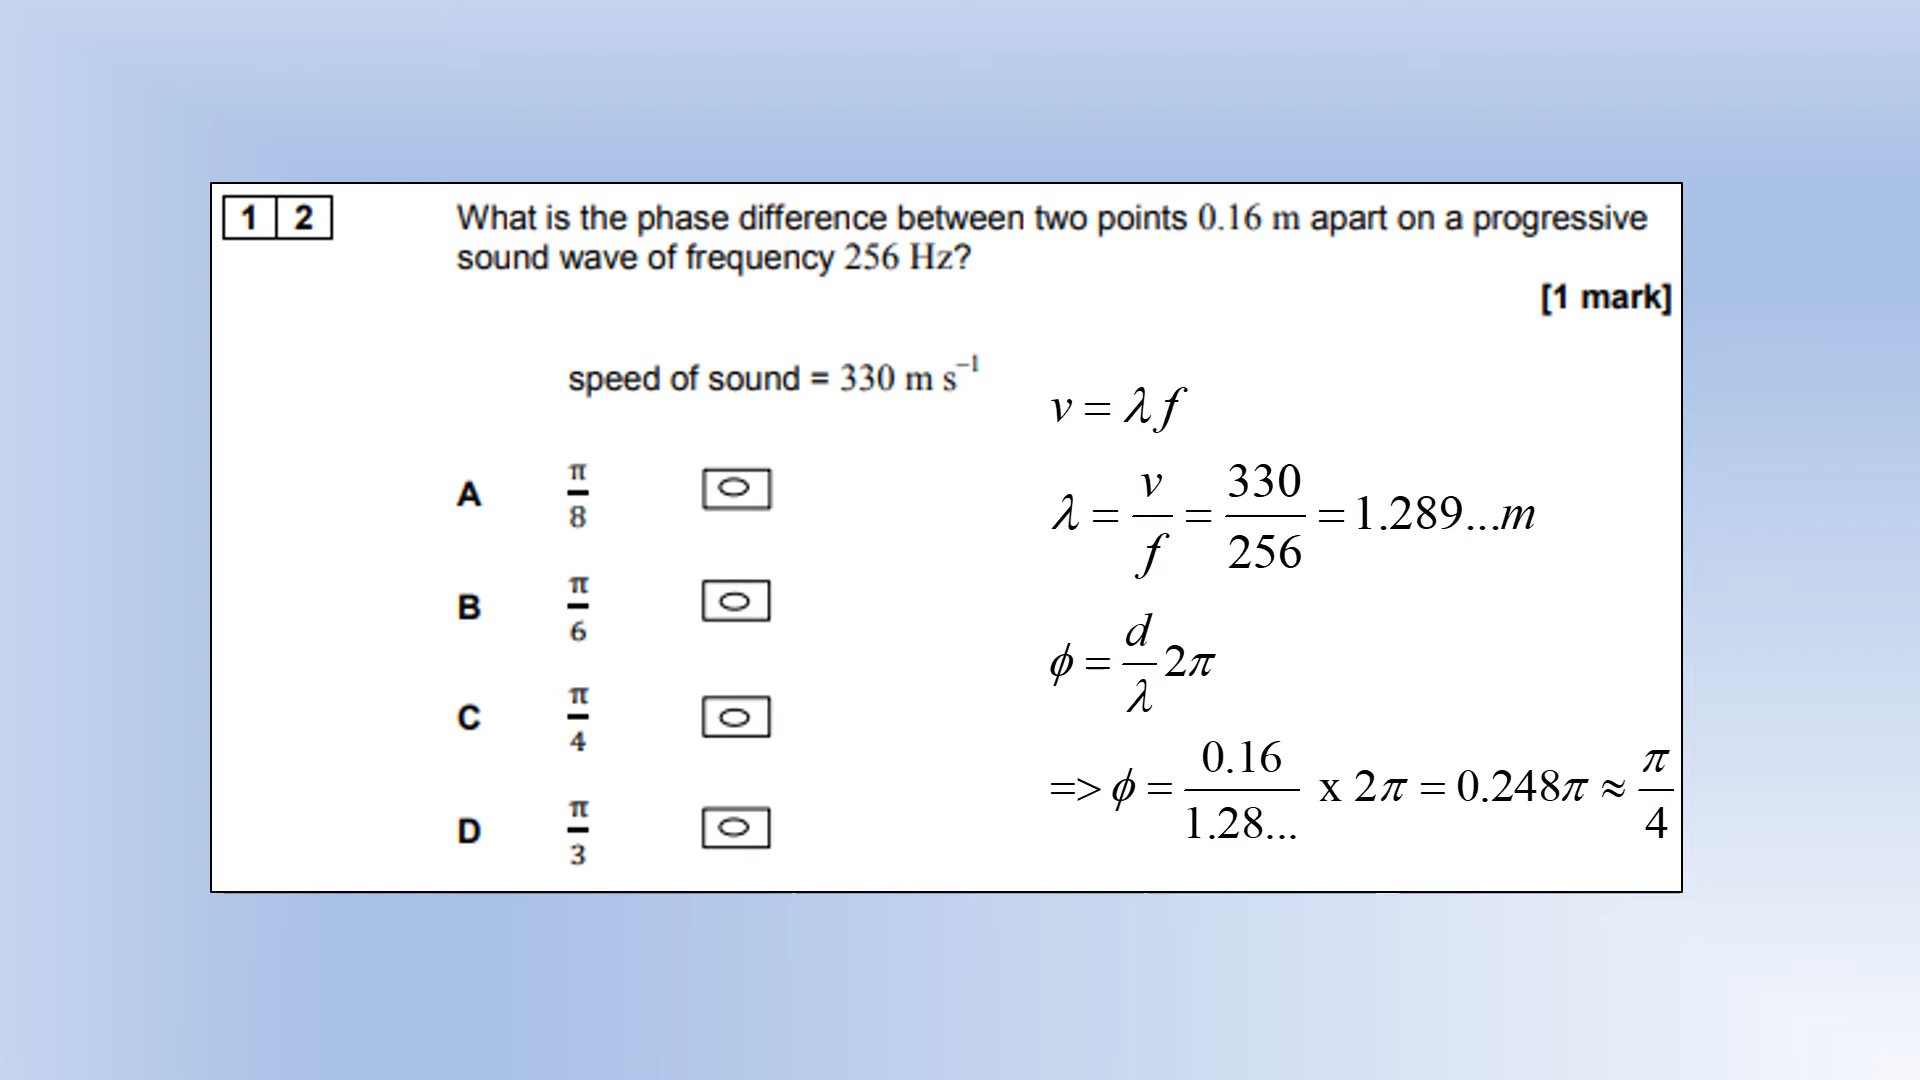 1 2
What is the phase difference between two points 0.16 m apart on a progressive
sound wave of frequency 256 Hz?
[1 mark]
speed of sound = 330 m s⁻¹
v = λ f
A π/8
λ = v/f = 330/256 = 1.289...m
B π/6
ϕ = d/λ 2π
C π/4
=> ϕ = 0.16/1.28... x 2π = 0.248π ≈ π/4
D π/3